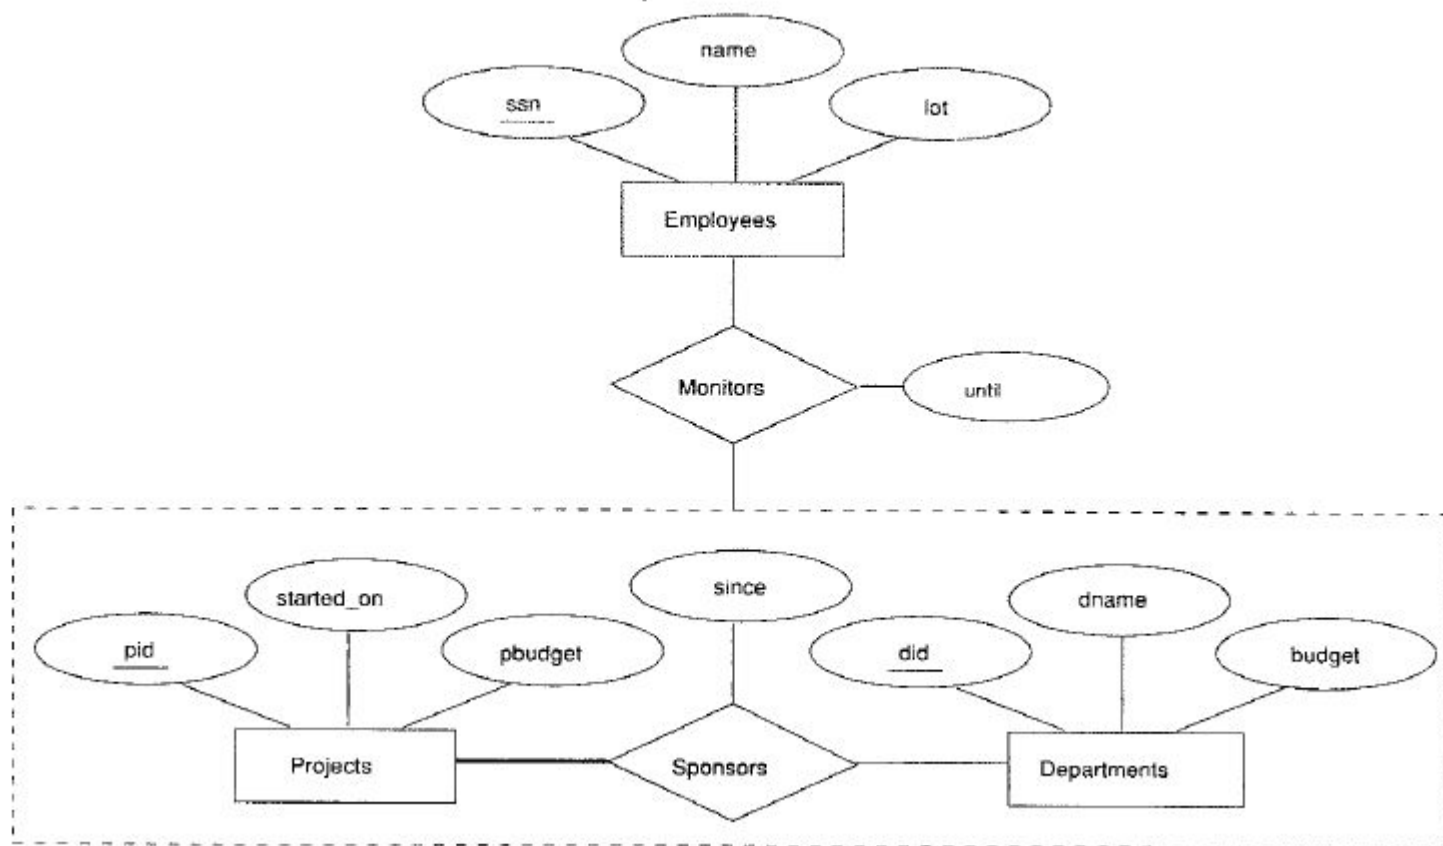 name
ssn
lot
Employees
Monitors
until
since
started_on
dname
pid
pbudget
did
budget
Projects
Sponsors
Departments